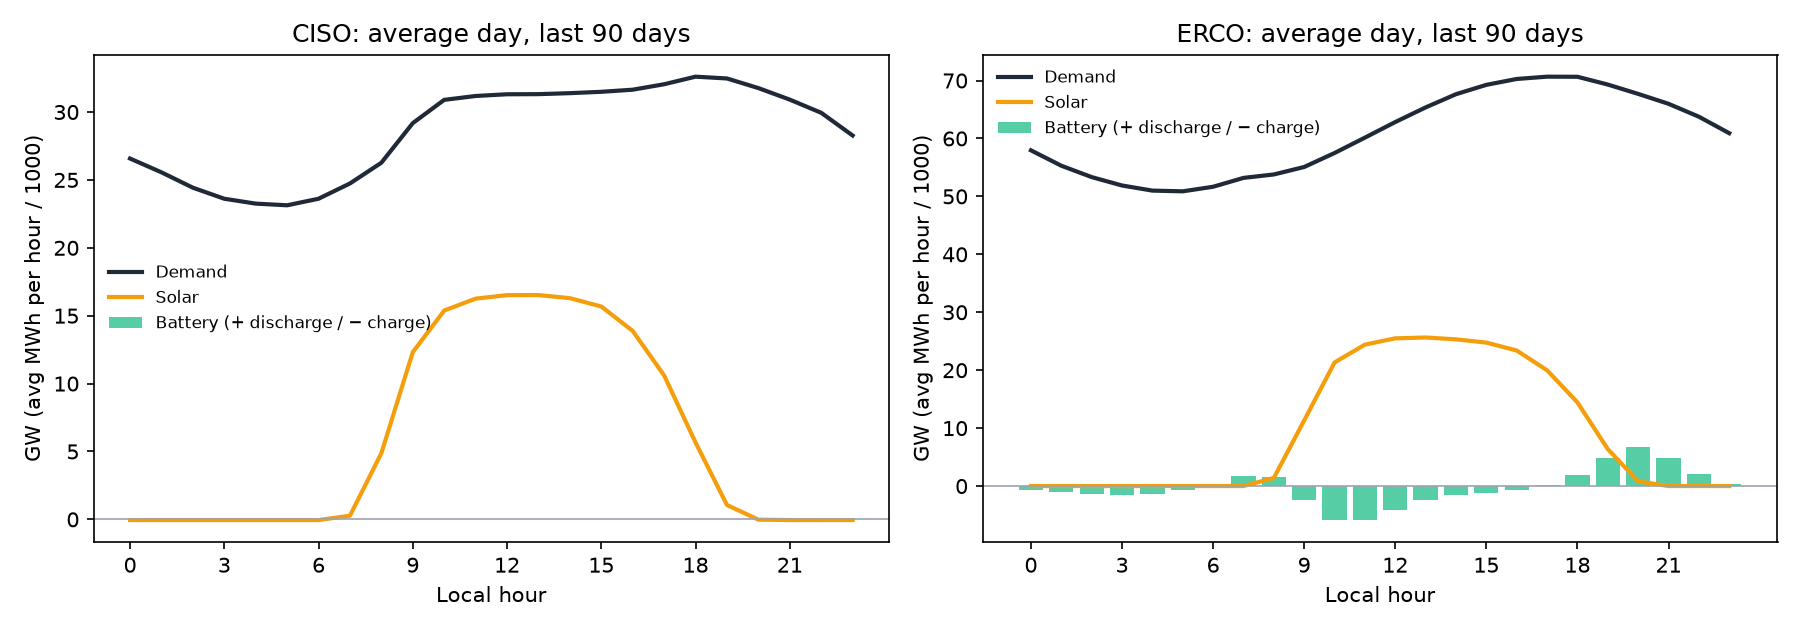 CISO: average day, last 90 days
GW (avg MWh per hour / 1000)
30
25
20
15
10
5
0
Demand
Solar
Battery (+ discharge / − charge)
0 3 6 9 12 15 18 21
Local hour
ERCO: average day, last 90 days
GW (avg MWh per hour / 1000)
70
60
50
40
30
20
10
0
Demand
Solar
Battery (+ discharge / − charge)
0 3 6 9 12 15 18 21
Local hour